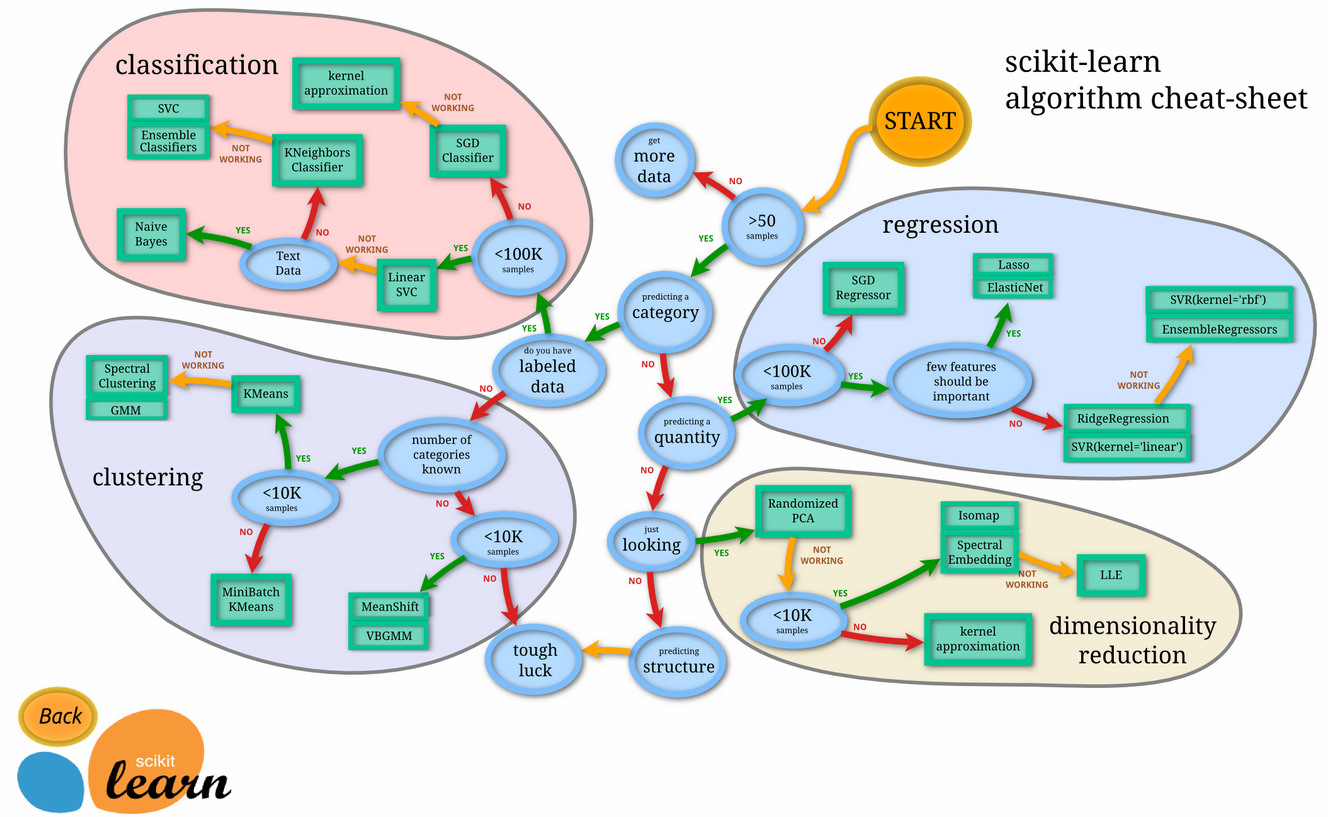 scikit-learn
algorithm cheat-sheet
START
get
more
data
NO
>50
samples
YES
predicting a
category
YES
NO
do you have
labeled
data
YES
NO
predicting a
quantity
YES
NO
just
looking
YES
NO
predicting
structure
tough
luck
classification
kernel
approximation
NOT
WORKING
SGD
Classifier
NO
<100K
samples
YES
Linear
SVC
NOT
WORKING
Text
Data
YES
NO
Naive
Bayes
KNeighbors
Classifier
NOT
WORKING
SVC
Ensemble
Classifiers
clustering
number of
categories
known
YES
NO
<10K
samples
YES
NO
KMeans
NOT
WORKING
Spectral
Clustering
GMM
MiniBatch
KMeans
<10K
samples
YES
NO
MeanShift
VBGMM
regression
<100K
samples
NO
YES
SGD
Regressor
few features
should be
important
YES
NO
Lasso
ElasticNet
RidgeRegression
SVR(kernel='linear')
NOT
WORKING
SVR(kernel='rbf')
EnsembleRegressors
dimensionality
reduction
Randomized
PCA
NOT
WORKING
<10K
samples
YES
NO
Isomap
Spectral
Embedding
NOT
WORKING
LLE
kernel
approximation
Back
scikit
learn